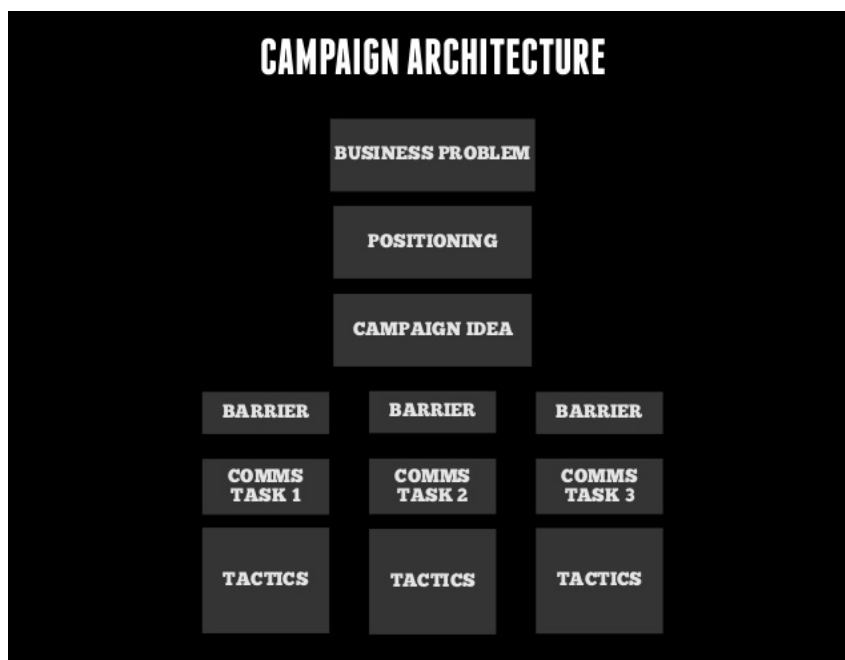 CAMPAIGN ARCHITECTURE
BUSINESS PROBLEM
POSITIONING
CAMPAIGN IDEA
BARRIER BARRIER BARRIER
COMMS COMMS COMMS
TASK 1 TASK 2 TASK 3
TACTICS TACTICS TACTICS